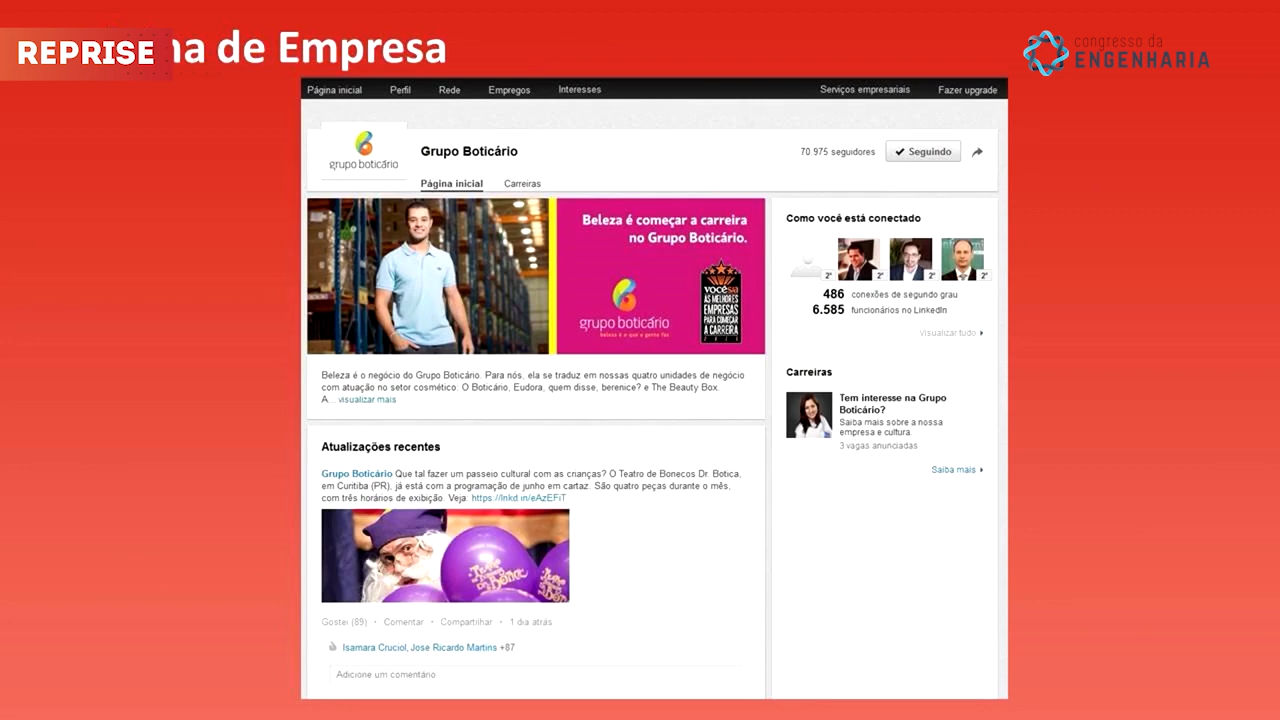 REPRISE
na de Empresa
congresso da
ENGENHARIA
Página inicial Perfil Rede Empregos Interesses Serviços empresariais Fazer upgrade
grupo boticário
Grupo Boticário
70.975 seguidores Seguindo
Página inicial Carreiras
Beleza é começar a carreira
no Grupo Boticário.
grupo boticário
beleza é o que a gente faz
VOCÊ S/A
AS MELHORES
EMPRESAS
PARA COMEÇAR
A CARREIRA
Beleza é o negócio do Grupo Boticário. Para nós, ela se traduz em nossas quatro unidades de negócio
com atuação no setor cosmético: O Boticário, Eudora, quem disse, berenice? e The Beauty Box.
A... visualizar mais
Atualizações recentes
Grupo Boticário Que tal fazer um passeio cultural com as crianças? O Teatro de Bonecos Dr. Botica,
em Curitiba (PR), já está com a programação de junho em cartaz. São quatro peças durante o mês,
com três horários de exibição. Veja: https://lnkd.in/eAzEFiT
Gostei (89) • Comentar • Compartilhar • 1 dia atrás
Isamara Cruciol, Jose Ricardo Martins +87
Adicione um comentário
Como você está conectado
2º 2º 2º 2º
486 conexões de segundo grau
6.585 funcionários no LinkedIn
Visualizar tudo
Carreiras
Tem interesse na Grupo
Boticário?
Saiba mais sobre a nossa
empresa e cultura.
3 vagas anunciadas
Saiba mais